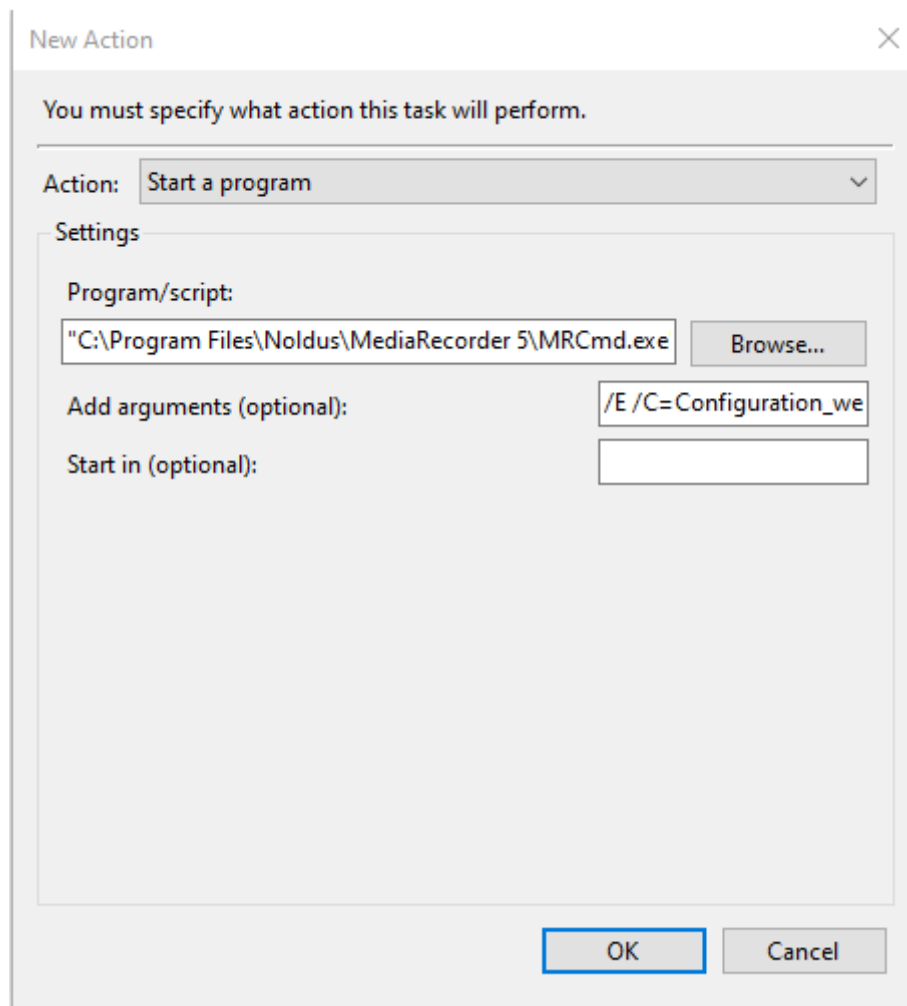 New Action
You must specify what action this task will perform.
Action: Start a program
Settings
Program/script:
"C:\Program Files\Noldus\MediaRecorder 5\MRCmd.exe
Browse...
Add arguments (optional): /E /C=Configuration_we
Start in (optional):
OK Cancel